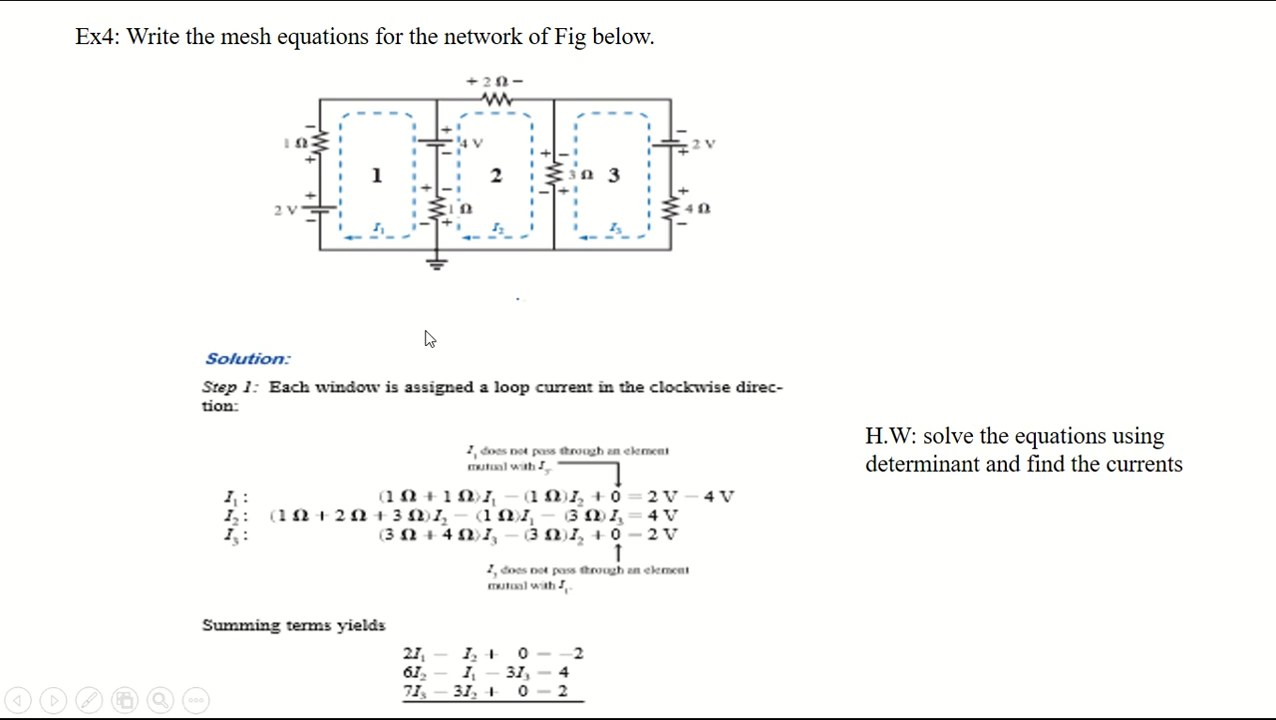 Ex4: Write the mesh equations for the network of Fig below.
+ 2 Ω –
1 Ω
4 V
2 V
1
2
3 Ω
3
2 V
1 Ω
4 Ω
I₁
I₂
I₃
Solution:
Step 1: Each window is assigned a loop current in the clockwise direc-
tion:
I₁ does not pass through an element
mutual with I₃.
I₁: (1 Ω + 1 Ω)I₁ – (1 Ω)I₂ + 0 = 2 V – 4 V
I₂: (1 Ω + 2 Ω + 3 Ω)I₂ – (1 Ω)I₁ – (3 Ω)I₃ = 4 V
I₃: (3 Ω + 4 Ω)I₃ – (3 Ω)I₂ + 0 = 2 V
I₃ does not pass through an element
mutual with I₁.
H.W: solve the equations using
determinant and find the currents
Summing terms yields
2I₁ – I₂ + 0 = –2
6I₂ – I₁ – 3I₃ = 4
7I₃ – 3I₂ + 0 = 2